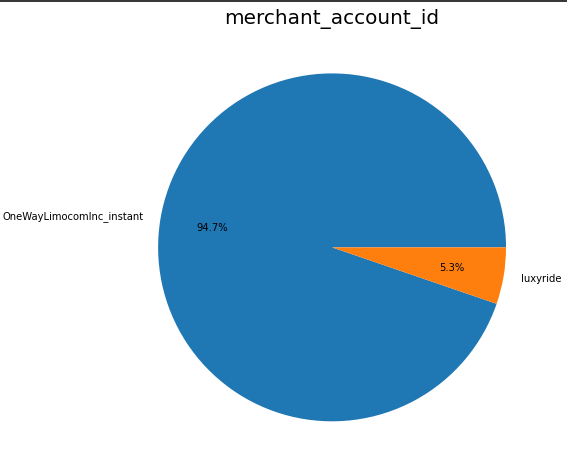 merchant_account_id
OneWayLimocomInc_instant
94.7%
5.3%
luxyride